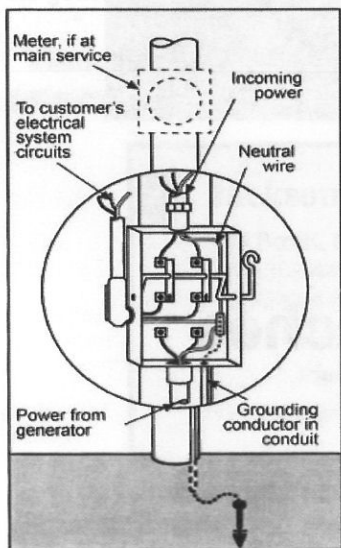 Meter, if at
main service
Incoming
power
To customer's
electrical
system
circuits
Neutral
wire
Power from
generator
Grounding
conductor in
conduit